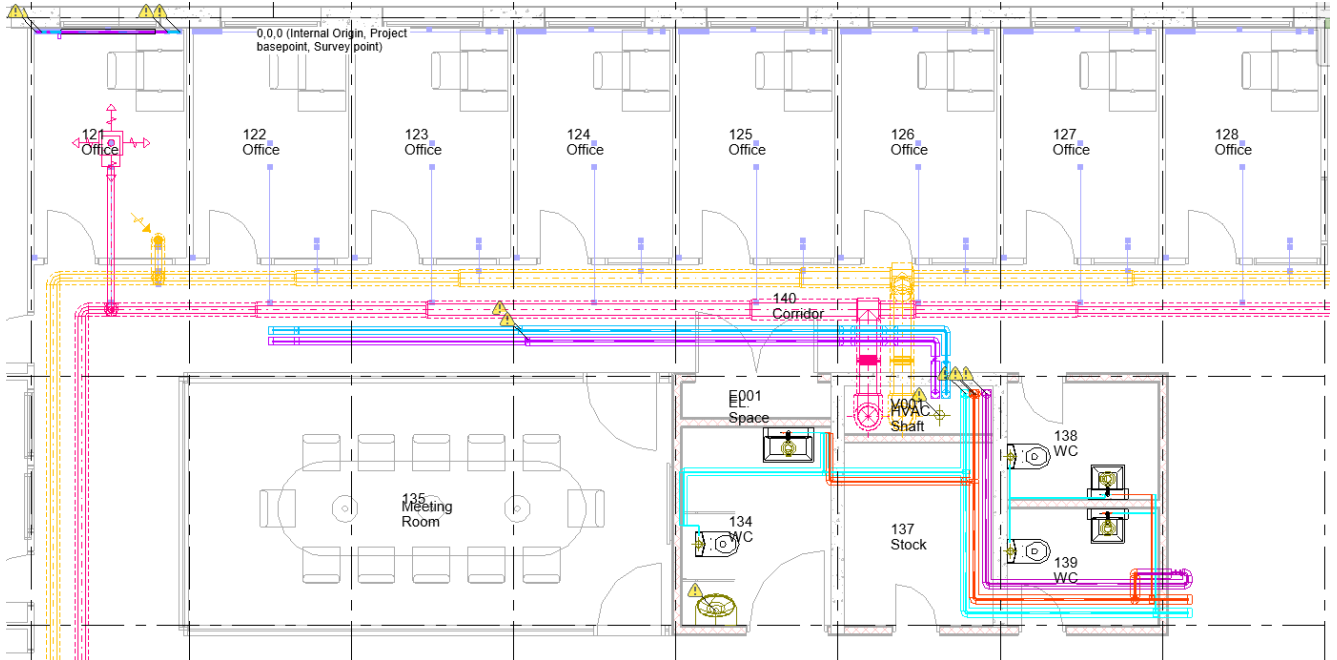 0,0,0 (Internal Origin, Project
basepoint, Survey point)
121
Office
122
Office
123
Office
124
Office
125
Office
126
Office
127
Office
128
Office
140
Corridor
E001
EL.
Space
V001
HVAC
Shaft
138
WC
135
Meeting
Room
134
WC
137
Stock
139
WC